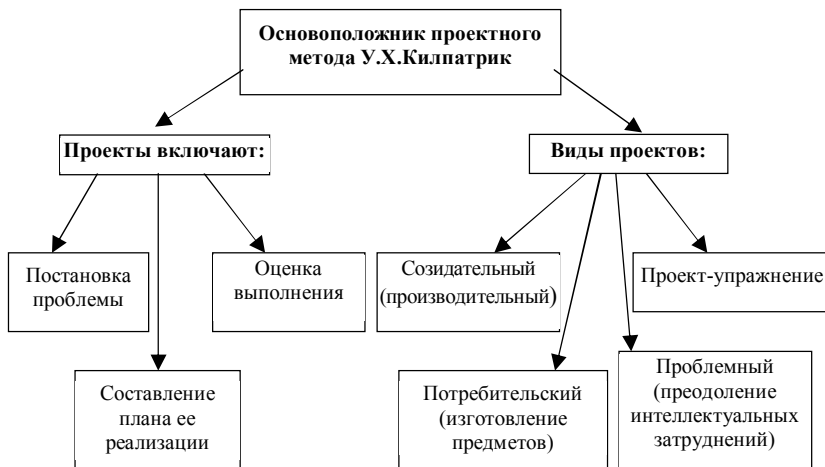 Основоположник проектного
метода У.Х.Килпатрик
Проекты включают:
Виды проектов:
Постановка
проблемы
Оценка
выполнения
Созидательный
(производительный)
Проект-упражнение
Составление
плана ее
реализации
Потребительский
(изготовление
предметов)
Проблемный
(преодоление
интеллектуальных
затруднений)